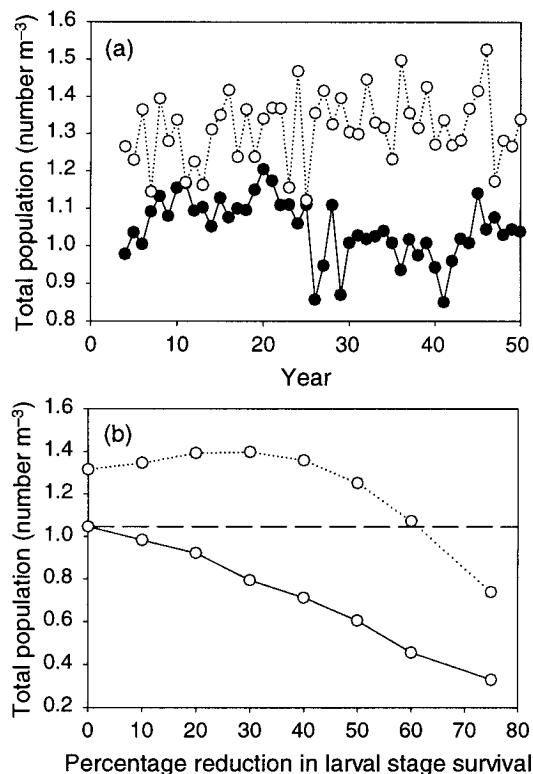 (a)
Total population (number m⁻³)
1.6
1.5
1.4
1.3
1.2
1.1
1.0
0.9
0.8
0 10 20 30 40 50
Year
(b)
Total population (number m⁻³)
1.6
1.4
1.2
1.0
0.8
0.6
0.4
0.2
0 10 20 30 40 50 60 70 80
Percentage reduction in larval stage survival